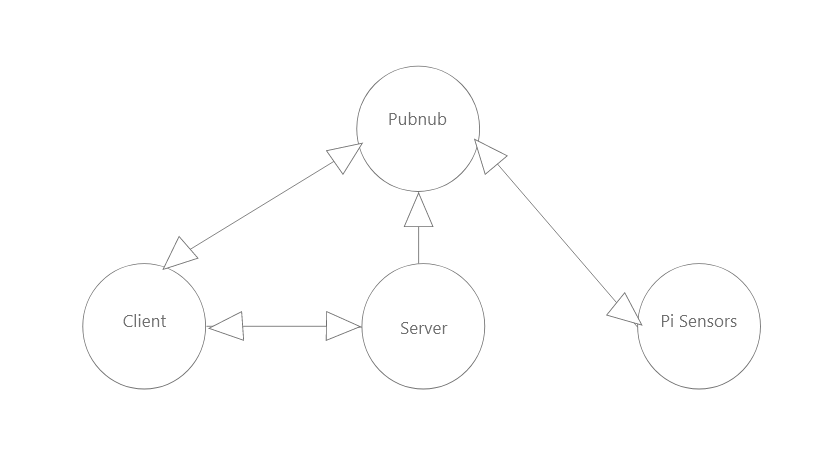 Pubnub
Client
Server
Pi Sensors